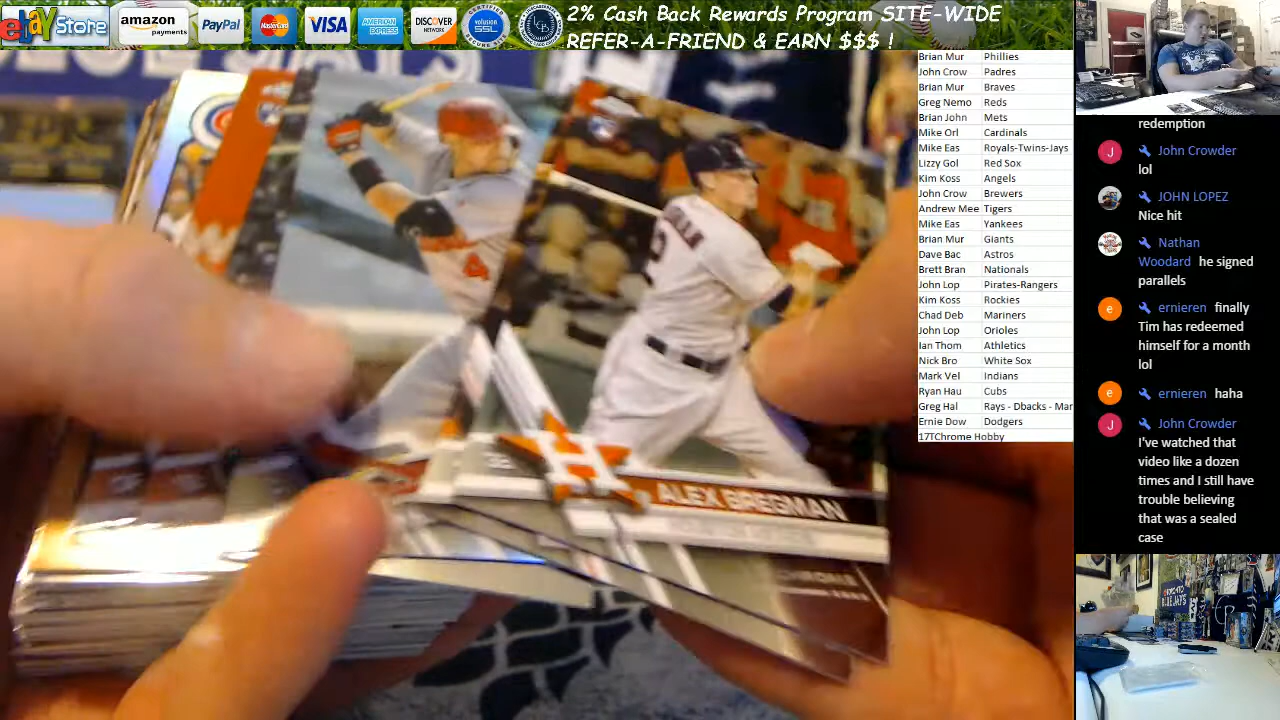 ebay Store
amazon
payments
PayPal
MasterCard
VISA
AMERICAN EXPRESS
DISCOVER
NETWORK
volusion
SSL
2% Cash Back Rewards Program SITE-WIDE
REFER-A-FRIEND & EARN $$$ !
Brian Mur Phillies
John Crow Padres
Brian Mur Braves
Greg Nemo Reds
Brian John Mets
Mike Orl Cardinals
Mike Eas Royals-Twins-Jays
Lizzy Gol Red Sox
Kim Koss Angels
John Crow Brewers
Andrew Mee Tigers
Mike Eas Yankees
Brian Mur Giants
Dave Bac Astros
Brett Bran Nationals
John Lop Pirates-Rangers
Kim Koss Rockies
Chad Deb Mariners
John Lop Orioles
Ian Thom Athletics
Nick Bro White Sox
Mark Vel Indians
Ryan Hau Cubs
Greg Hal Rays - Dbacks - Mar
Ernie Dow Dodgers
17TChrome Hobby
redemption
J John Crowder
lol
JOHN LOPEZ
Nice hit
Nathan
Woodard he signed
parallels
e ernieren finally
Tim has redeemed
himself for a month
lol
e ernieren haha
J John Crowder
I've watched that
video like a dozen
times and I still have
trouble believing
that was a sealed
case
4
2
H
ALEX BREGMAN